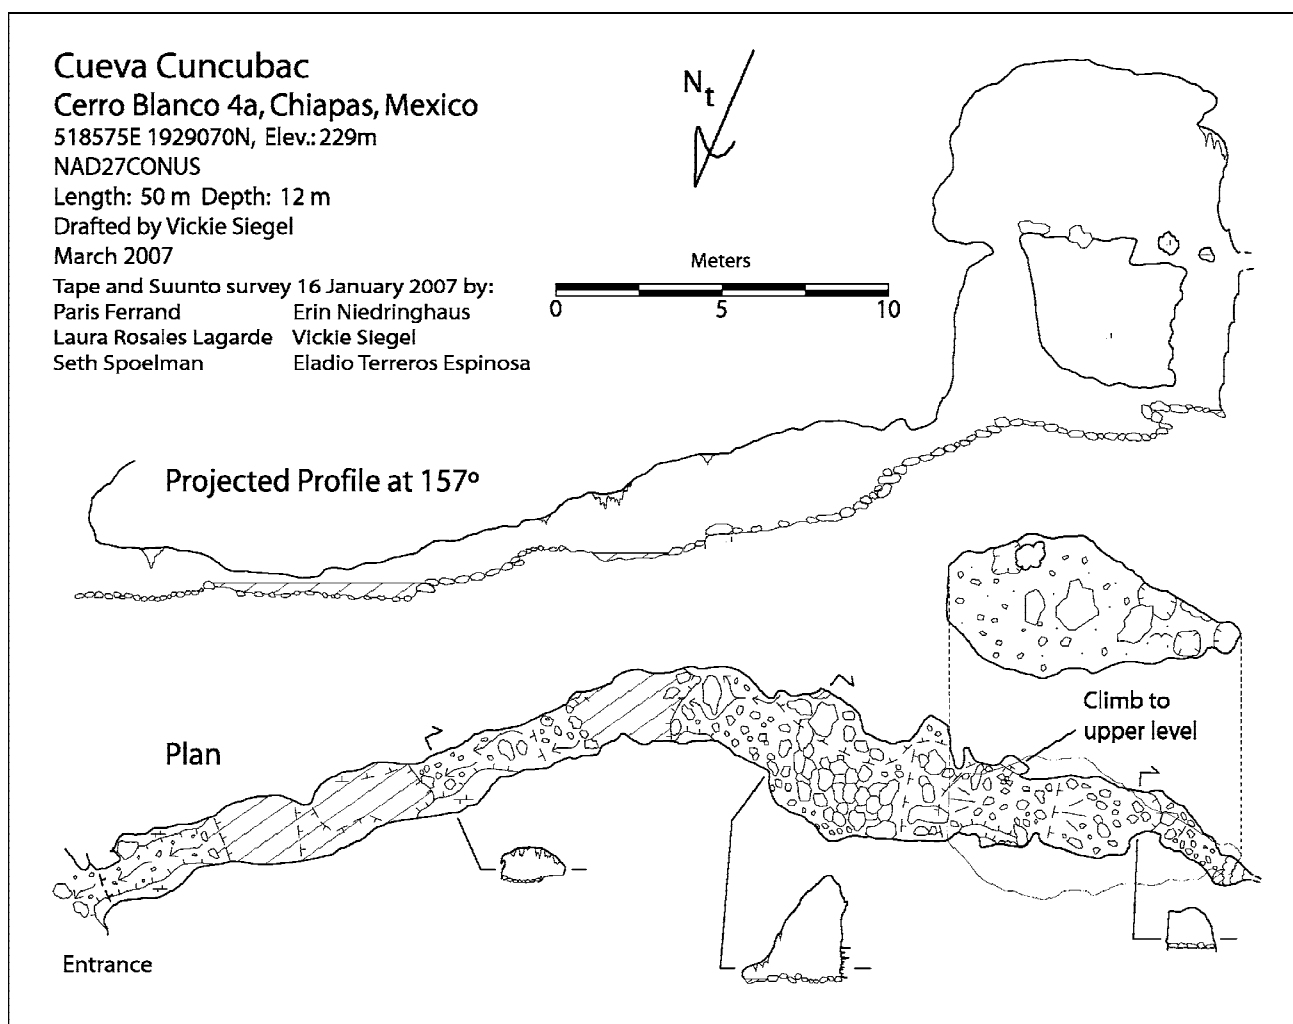 Cueva Cuncubac
Cerro Blanco 4a, Chiapas, Mexico
518575E 1929070N, Elev.: 229m
NAD27CONUS
Length: 50 m Depth: 12 m
Drafted by Vickie Siegel
March 2007
Tape and Suunto survey 16 January 2007 by:
Paris Ferrand Erin Niedringhaus
Laura Rosales Lagarde Vickie Siegel
Seth Spoelman Eladio Terreros Espinosa
Nt
Meters
0 5 10
Projected Profile at 157º
Climb to
upper level
Plan
Entrance